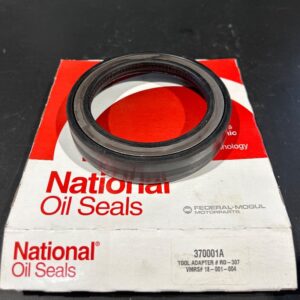 National
Oil Seals
FEDERAL-MOGUL
MOTORPARTS
National®
Oil Seals
370001A
TOOL ADAPTER # RD-307
VMRS# 18-001-004